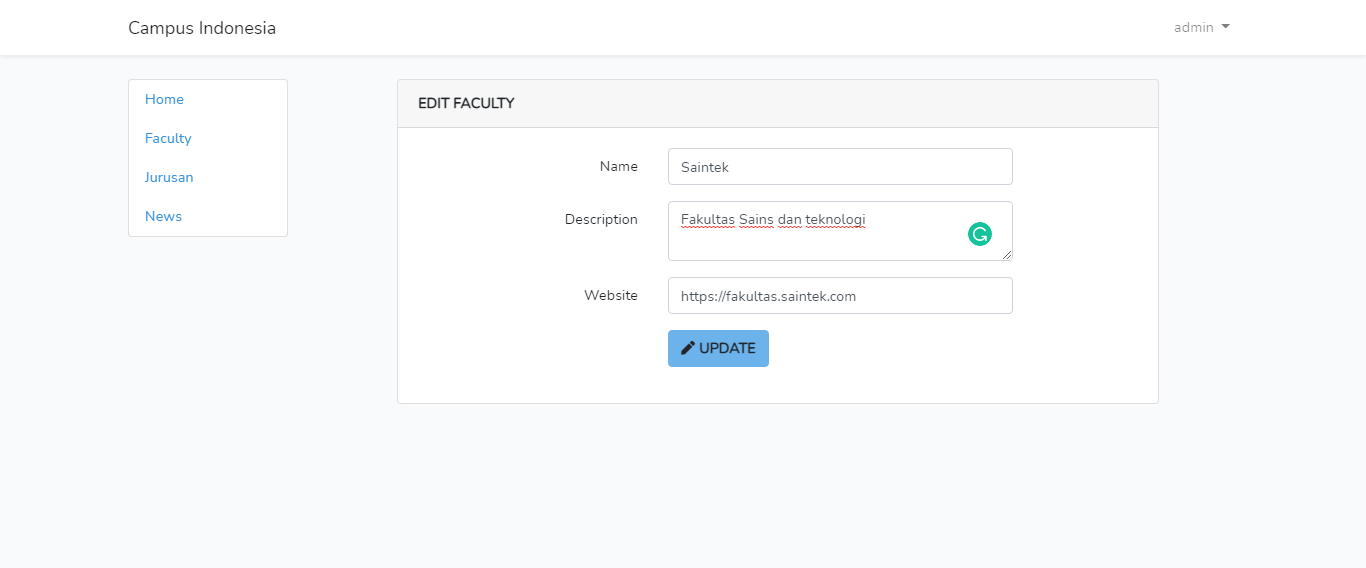 Campus Indonesia
admin
Home
Faculty
Jurusan
News
EDIT FACULTY
Name
Saintek
Description
Fakultas Sains dan teknologi
Website
https://fakultas.saintek.com
UPDATE